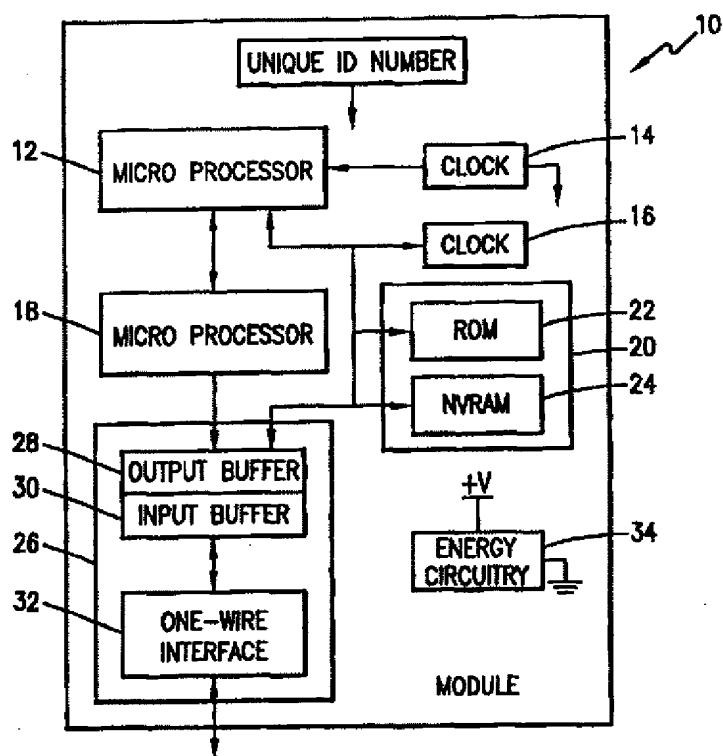 10
UNIQUE ID NUMBER
12
MICRO PROCESSOR
CLOCK
14
CLOCK
16
18
MICRO PROCESSOR
ROM
22
20
NVRAM
24
28
OUTPUT BUFFER
30
INPUT BUFFER
26
+V
ENERGY
CIRCUITRY
34
32
ONE-WIRE
INTERFACE
MODULE